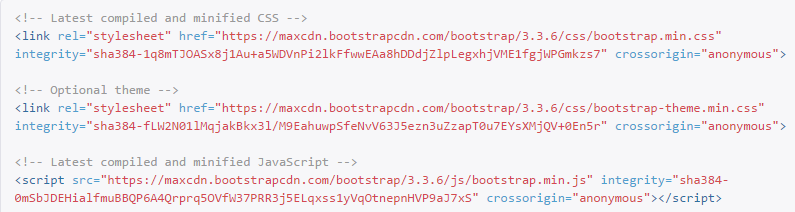 <!-- Latest compiled and minified CSS -->
<link rel="stylesheet" href="https://maxcdn.bootstrapcdn.com/bootstrap/3.3.6/css/bootstrap.min.css"
integrity="sha384-1q8mTJOASx8j1Au+a5WDVnPi2lkFfwwEAa8hDDdjZlpLegxhjVME1fgjWPGmkzs7" crossorigin="anonymous">
<!-- Optional theme -->
<link rel="stylesheet" href="https://maxcdn.bootstrapcdn.com/bootstrap/3.3.6/css/bootstrap-theme.min.css"
integrity="sha384-fLW2N01lMqjakBkx3l/M9EahuwpSfeNvV63J5ezn3uZzapT0u7EYsXMjQV+0En5r" crossorigin="anonymous">
<!-- Latest compiled and minified JavaScript -->
<script src="https://maxcdn.bootstrapcdn.com/bootstrap/3.3.6/js/bootstrap.min.js" integrity="sha384-
0mSbJDEHialfmuBBQP6A4Qrprq5OVfW37PRR3j5ELqxss1yVqOtnepnHVP9aJ7xS" crossorigin="anonymous"></script>